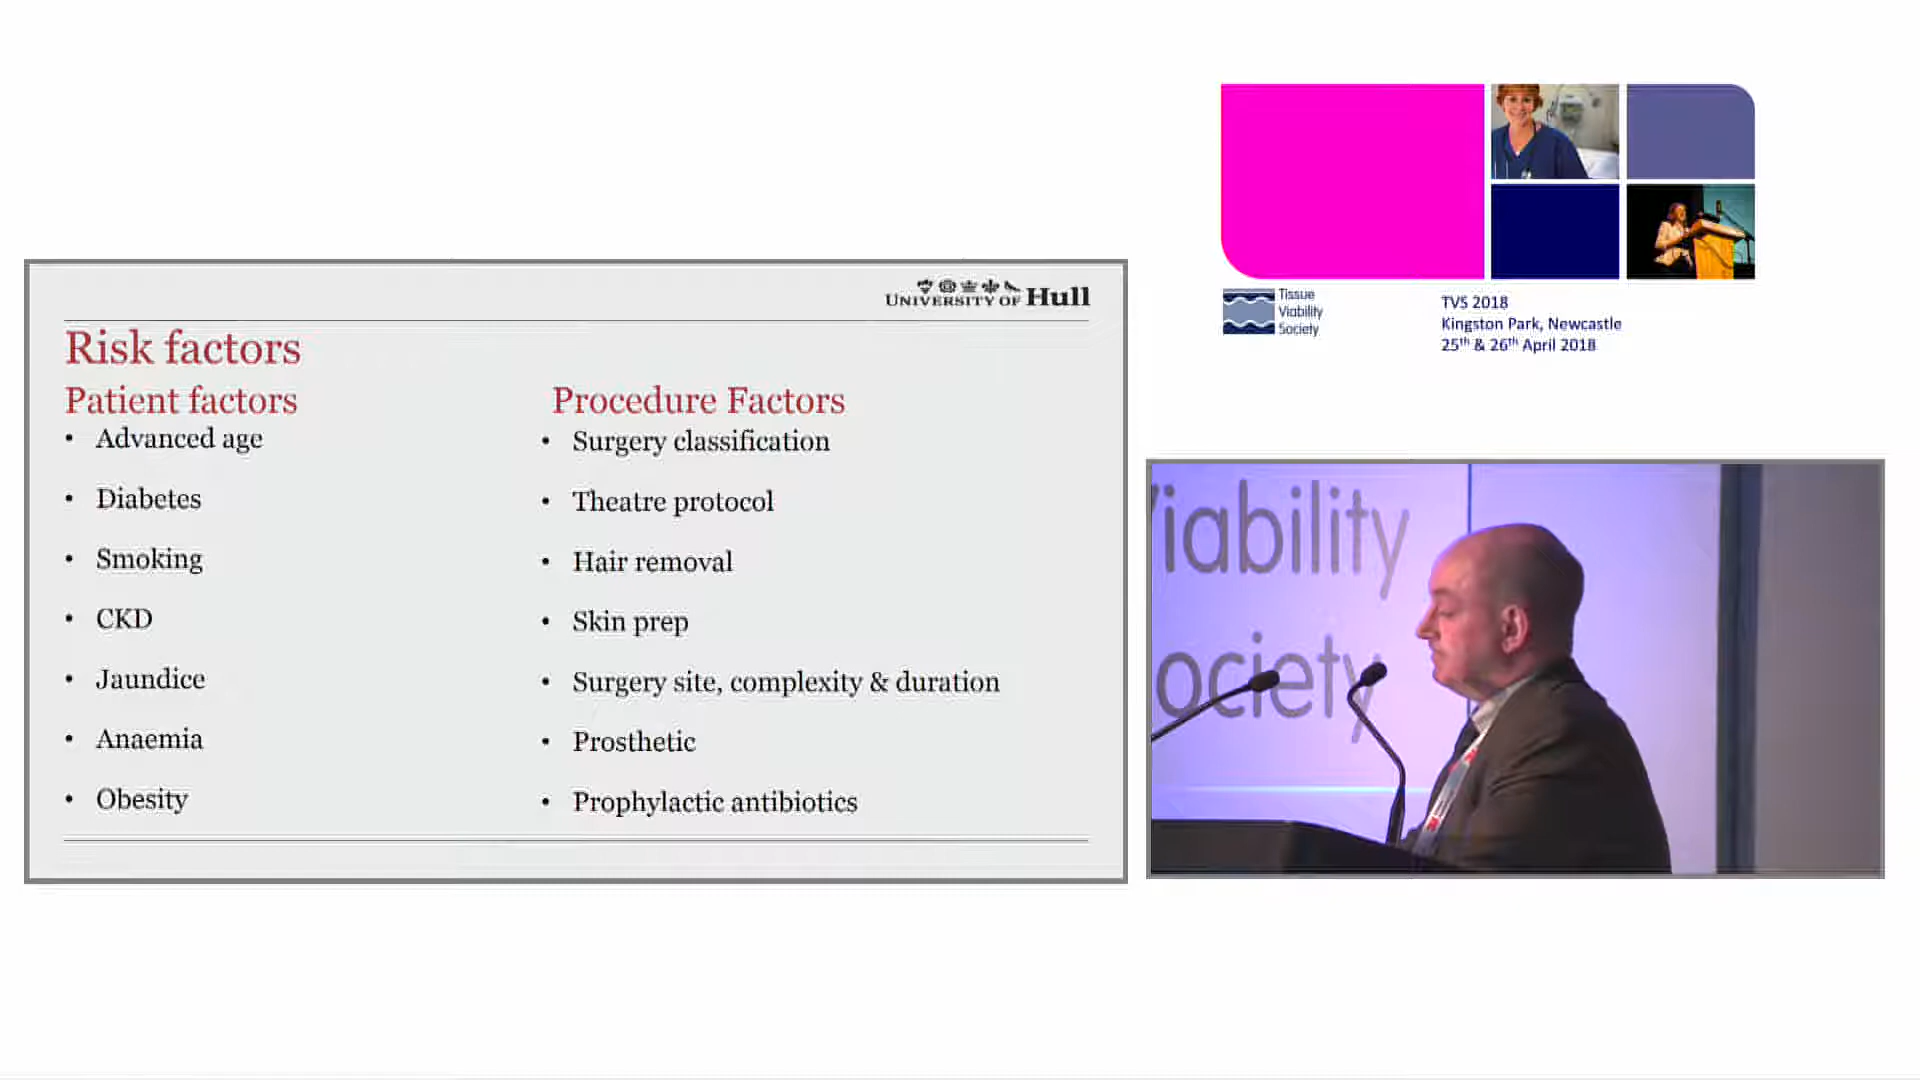 UNIVERSITY OF Hull
Risk factors
Patient factors
• Advanced age
• Diabetes
• Smoking
• CKD
• Jaundice
• Anaemia
• Obesity
Procedure Factors
• Surgery classification
• Theatre protocol
• Hair removal
• Skin prep
• Surgery site, complexity & duration
• Prosthetic
• Prophylactic antibiotics
Tissue
Viability
Society
TVS 2018
Kingston Park, Newcastle
25th & 26th April 2018
iability
ociety